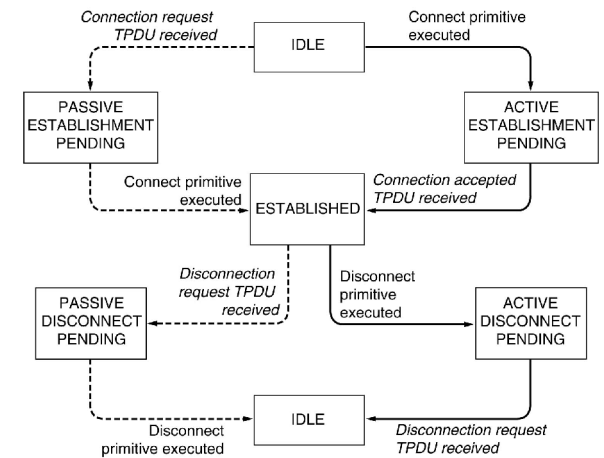 Connection request
TPDU received
IDLE
Connect primitive
executed
PASSIVE
ESTABLISHMENT
PENDING
ACTIVE
ESTABLISHMENT
PENDING
Connect primitive
executed
ESTABLISHED
Connection accepted
TPDU received
Disconnection
request TPDU
received
Disconnect
primitive
executed
PASSIVE
DISCONNECT
PENDING
ACTIVE
DISCONNECT
PENDING
Disconnect
primitive executed
IDLE
Disconnection request
TPDU received